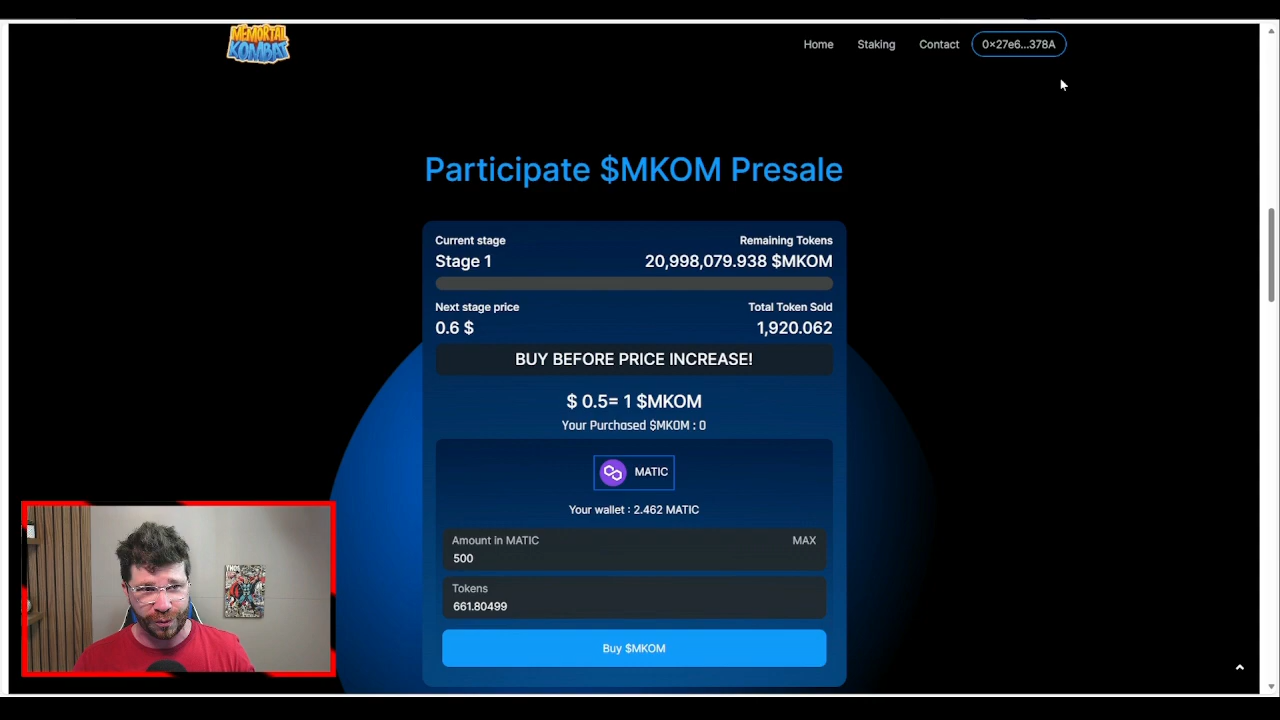 MEMORTAL
KOMBAT
Home Staking Contact 0×27e6...378A
Participate $MKOM Presale
Current stage Remaining Tokens
Stage 1 20,998,079.938 $MKOM
Next stage price Total Token Sold
0.6 $ 1,920.062
BUY BEFORE PRICE INCREASE!
$ 0.5= 1 $MKOM
Your Purchased $MKOM : 0
MATIC
Your wallet : 2.462 MATIC
Amount in MATIC MAX
500
Tokens
661.80499
Buy $MKOM